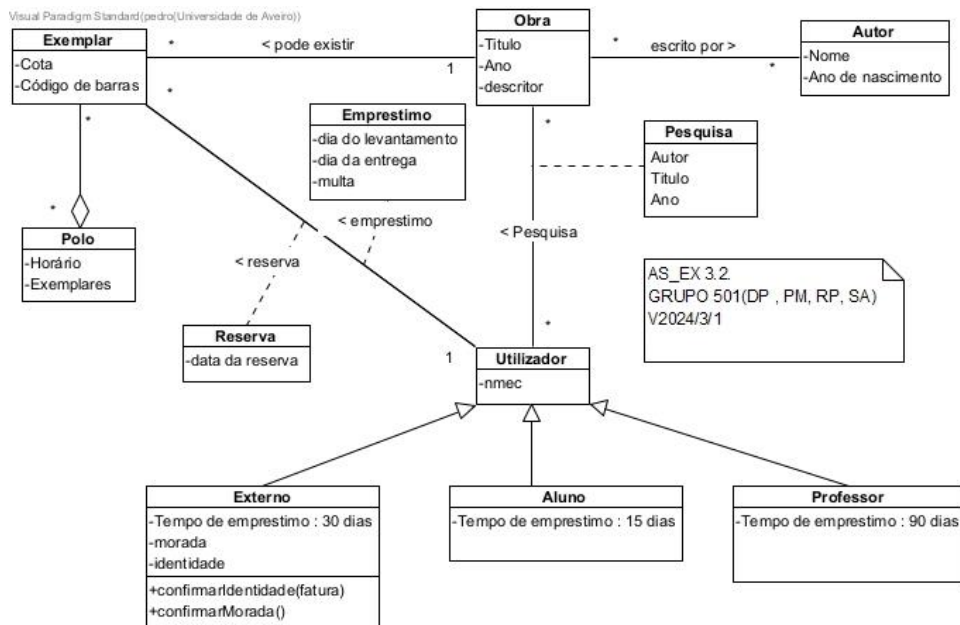 Visual Paradigm Standard(pedro(Universidade de Aveiro))
Exemplar
-Cota
-Código de barras
*
< pode existir
1
Obra
-Titulo
-Ano
-descritor
*
escrito por >
*
Autor
-Nome
-Ano de nascimento
*
*
Emprestimo
-dia do levantamento
-dia da entrega
-multa
*
Pesquisa
Autor
Titulo
Ano
*
Polo
-Horário
-Exemplares
< emprestimo
< Pesquisa
< reserva
AS_EX 3.2.
GRUPO 501(DP , PM, RP, SA)
V2024/3/1
Reserva
-data da reserva
*
1
Utilizador
-nmec
Externo
-Tempo de emprestimo : 30 dias
-morada
-identidade
+confirmarIdentidade(fatura)
+confirmarMorada()
Aluno
-Tempo de emprestimo : 15 dias
Professor
-Tempo de emprestimo : 90 dias